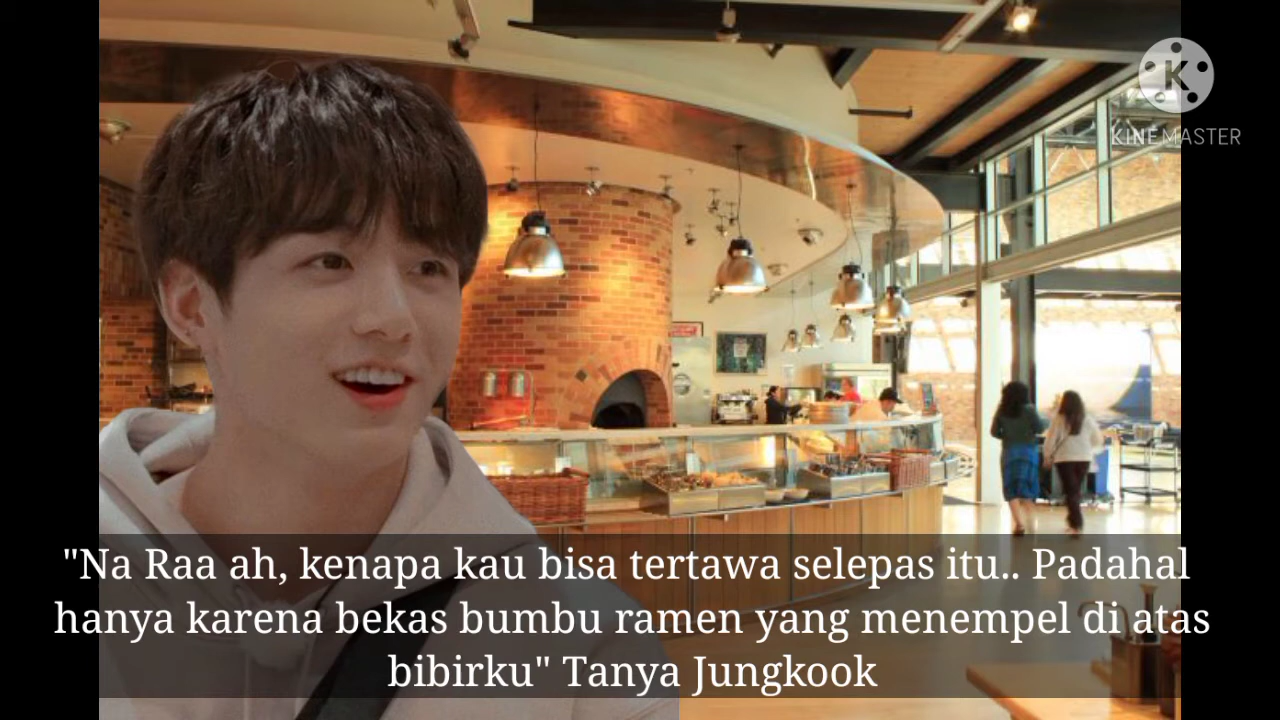 K
KINEMASTER
"Na Raa ah, kenapa kau bisa tertawa selepas itu.. Padahal
hanya karena bekas bumbu ramen yang menempel di atas
bibirku" Tanya Jungkook